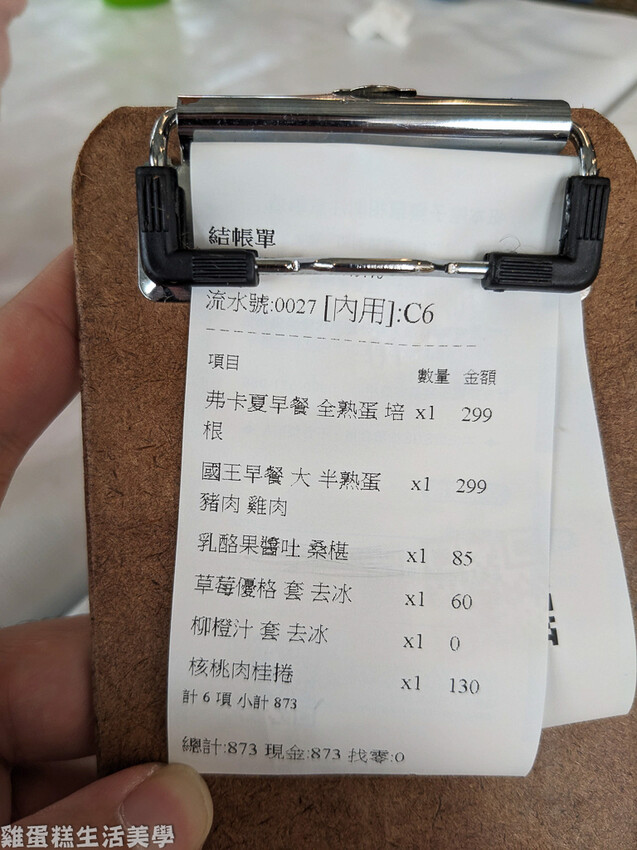 結帳單
流水號:0027 [內用]:C6
項目 數量 金額
弗卡夏早餐 全熟蛋 培 x1 299
根
國王早餐 大 半熟蛋 x1 299
豬肉 雞肉
乳酪果醬吐 桑椹 x1 85
草莓優格 套 去冰 x1 60
柳橙汁 套 去冰 x1 0
核桃肉桂捲 x1 130
計 6 項 小計 873
總計:873 現金:873 找零:0
雞蛋糕生活美學